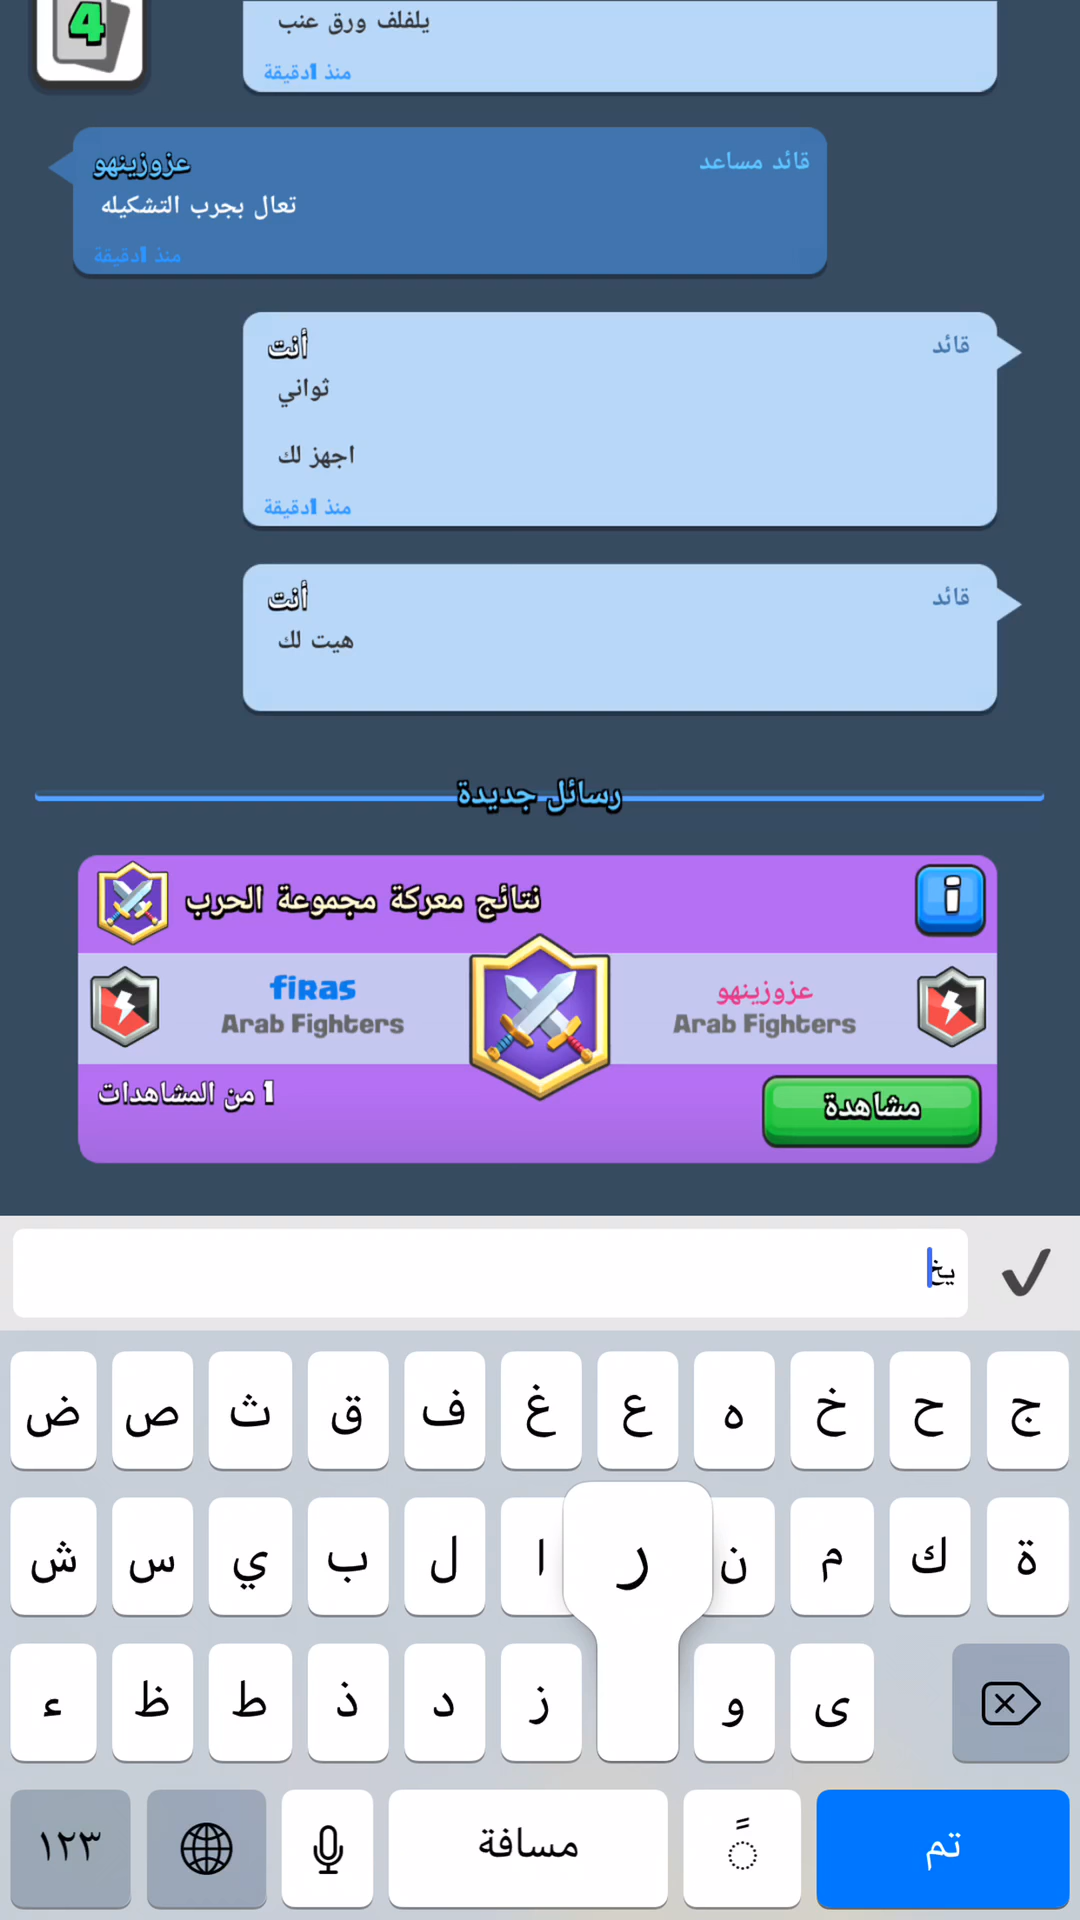 4
يلفلف ورق عنب
منذ 1دقيقة
عزوزينهو
قائد مساعد
تعال بجرب التشكيله
منذ 1دقيقة
أنت
قائد
ثواني
اجهز لك
منذ 1دقيقة
أنت
قائد
هيت لك
رسائل جديدة
نتائج معركة مجموعة الحرب
i
firas
عزوزينهو
Arab Fighters
Arab Fighters
1 من المشاهدات
مشاهدة
يخ
ض ص ث ق ف غ ع ه خ ح ج
ش س ي ب ل ا ر ن م ك ة
ء ظ ط ذ د ز و ى
١٢٣
مسافة
تم